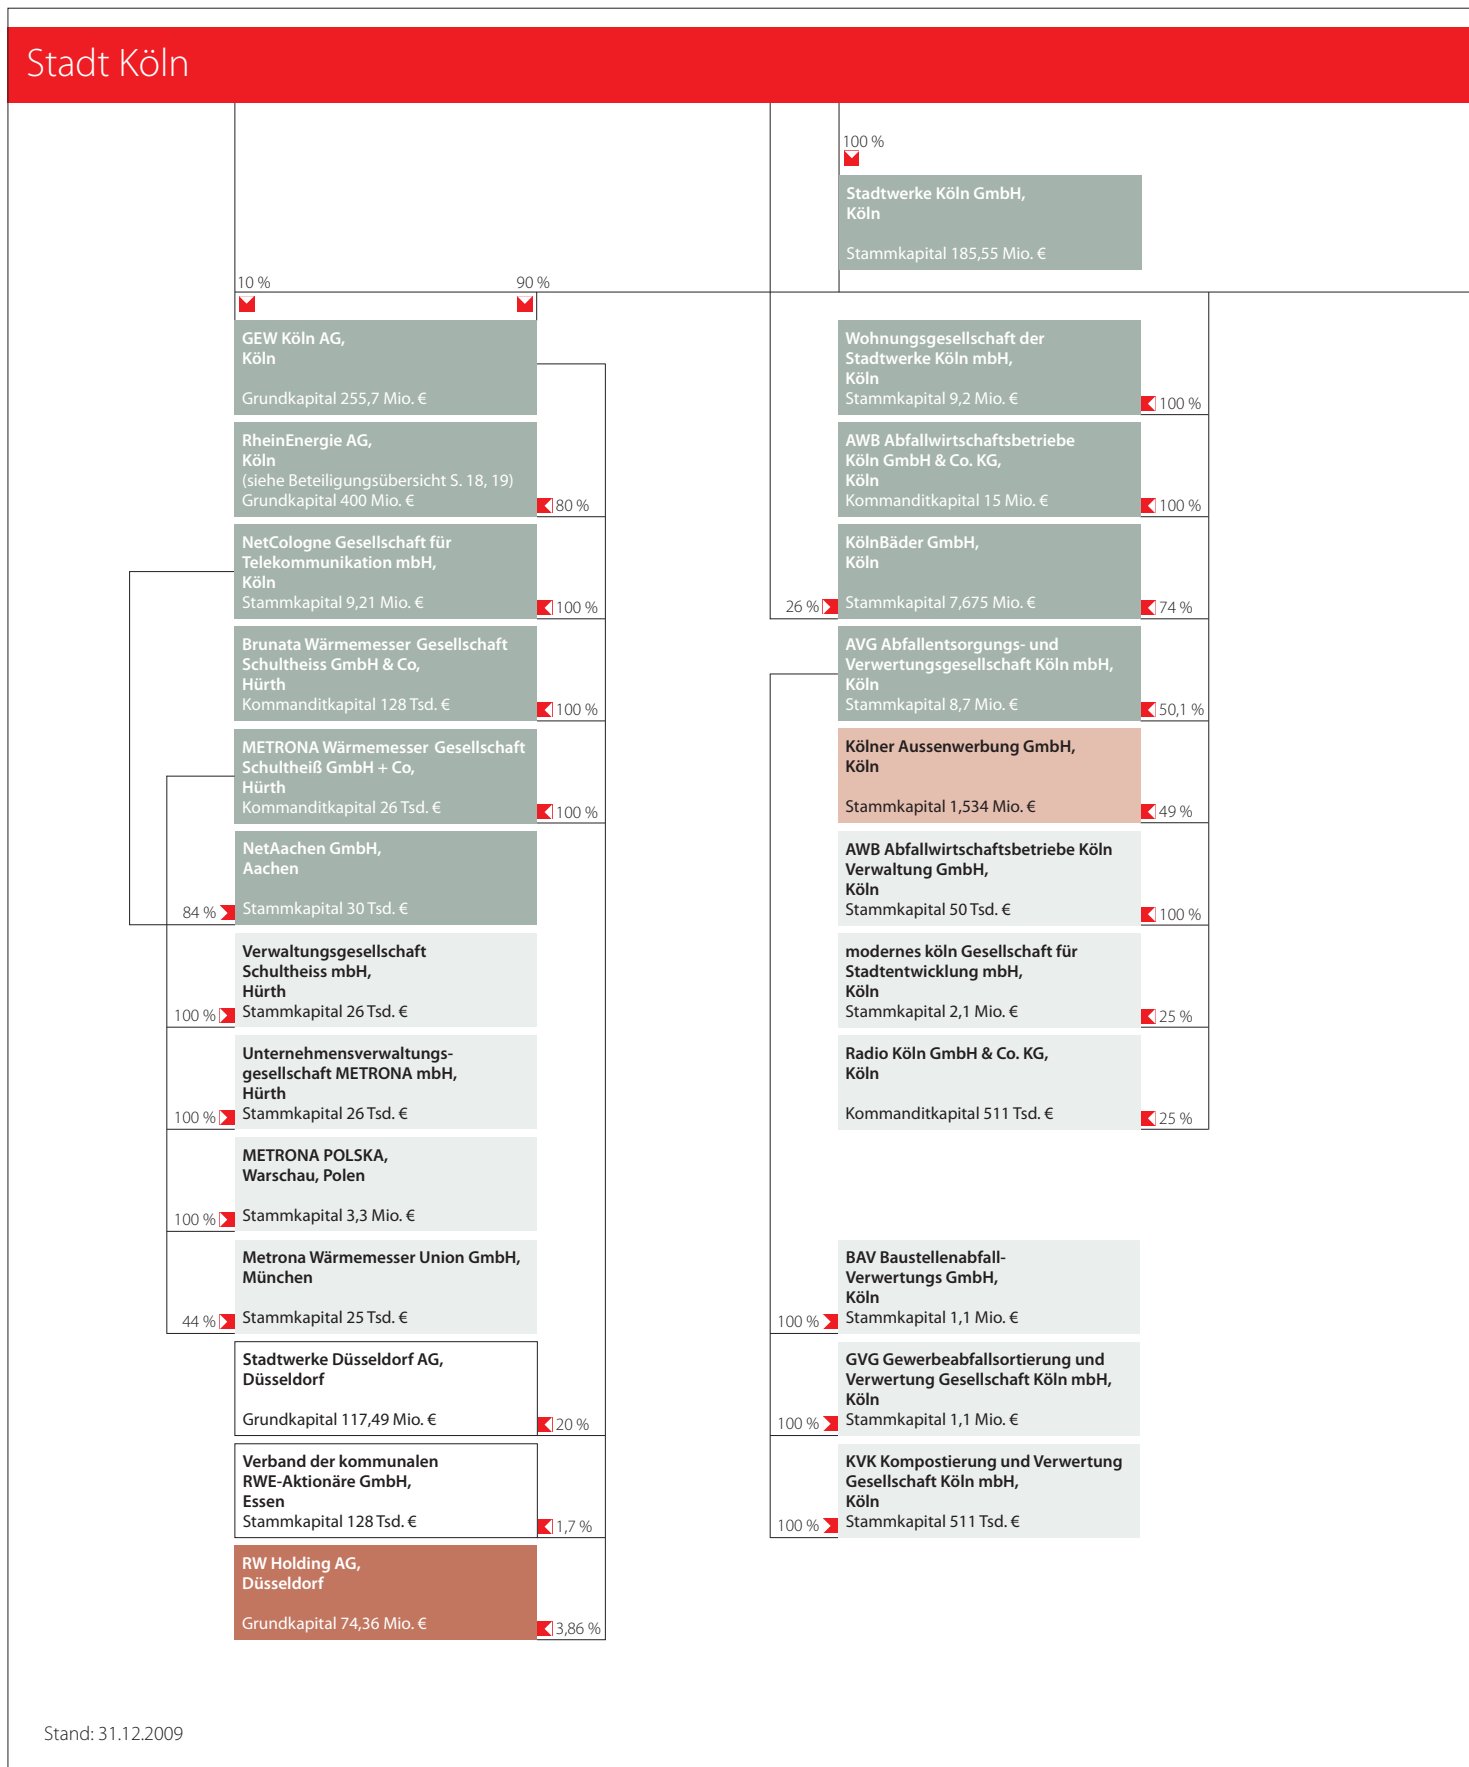 Stadt Köln
100 %
Stadtwerke Köln GmbH,
Köln
Stammkapital 185,55 Mio. €
10 %
90 %
GEW Köln AG,
Köln
Grundkapital 255,7 Mio. €
RheinEnergie AG,
Köln
(siehe Beteiligungsübersicht S. 18, 19)
Grundkapital 400 Mio. €
80 %
NetCologne Gesellschaft für
Telekommunikation mbH,
Köln
Stammkapital 9,21 Mio. €
100 %
Brunata Wärmemesser Gesellschaft
Schultheiss GmbH & Co,
Hürth
Kommanditkapital 128 Tsd. €
100 %
METRONA Wärmemesser Gesellschaft
Schultheiß GmbH + Co,
Hürth
Kommanditkapital 26 Tsd. €
100 %
NetAachen GmbH,
Aachen
84 %
Stammkapital 30 Tsd. €
Verwaltungsgesellschaft
Schultheiss mbH,
Hürth
Stammkapital 26 Tsd. €
100 %
Unternehmensverwaltungs-
gesellschaft METRONA mbH,
Hürth
Stammkapital 26 Tsd. €
100 %
METRONA POLSKA,
Warschau, Polen
Stammkapital 3,3 Mio. €
100 %
Metrona Wärmemesser Union GmbH,
München
Stammkapital 25 Tsd. €
44 %
Stadtwerke Düsseldorf AG,
Düsseldorf
Grundkapital 117,49 Mio. €
20 %
Verband der kommunalen
RWE-Aktionäre GmbH,
Essen
Stammkapital 128 Tsd. €
1,7 %
RW Holding AG,
Düsseldorf
Grundkapital 74,36 Mio. €
3,86 %
Wohnungsgesellschaft der
Stadtwerke Köln mbH,
Köln
Stammkapital 9,2 Mio. €
100 %
AWB Abfallwirtschaftsbetriebe
Köln GmbH & Co. KG,
Köln
Kommanditkapital 15 Mio. €
100 %
KölnBäder GmbH,
Köln
26 %
Stammkapital 7,675 Mio. €
74 %
AVG Abfallentsorgungs- und
Verwertungsgesellschaft Köln mbH,
Köln
Stammkapital 8,7 Mio. €
50,1 %
Kölner Aussenwerbung GmbH,
Köln
Stammkapital 1,534 Mio. €
49 %
AWB Abfallwirtschaftsbetriebe Köln
Verwaltung GmbH,
Köln
Stammkapital 50 Tsd. €
100 %
modernes köln Gesellschaft für
Stadtentwicklung mbH,
Köln
Stammkapital 2,1 Mio. €
25 %
Radio Köln GmbH & Co. KG,
Köln
Kommanditkapital 511 Tsd. €
25 %
BAV Baustellenabfall-
Verwertungs GmbH,
Köln
Stammkapital 1,1 Mio. €
100 %
GVG Gewerbeabfallsortierung und
Verwertung Gesellschaft Köln mbH,
Köln
Stammkapital 1,1 Mio. €
100 %
KVK Kompostierung und Verwertung
Gesellschaft Köln mbH,
Köln
Stammkapital 511 Tsd. €
100 %
Stand: 31.12.2009